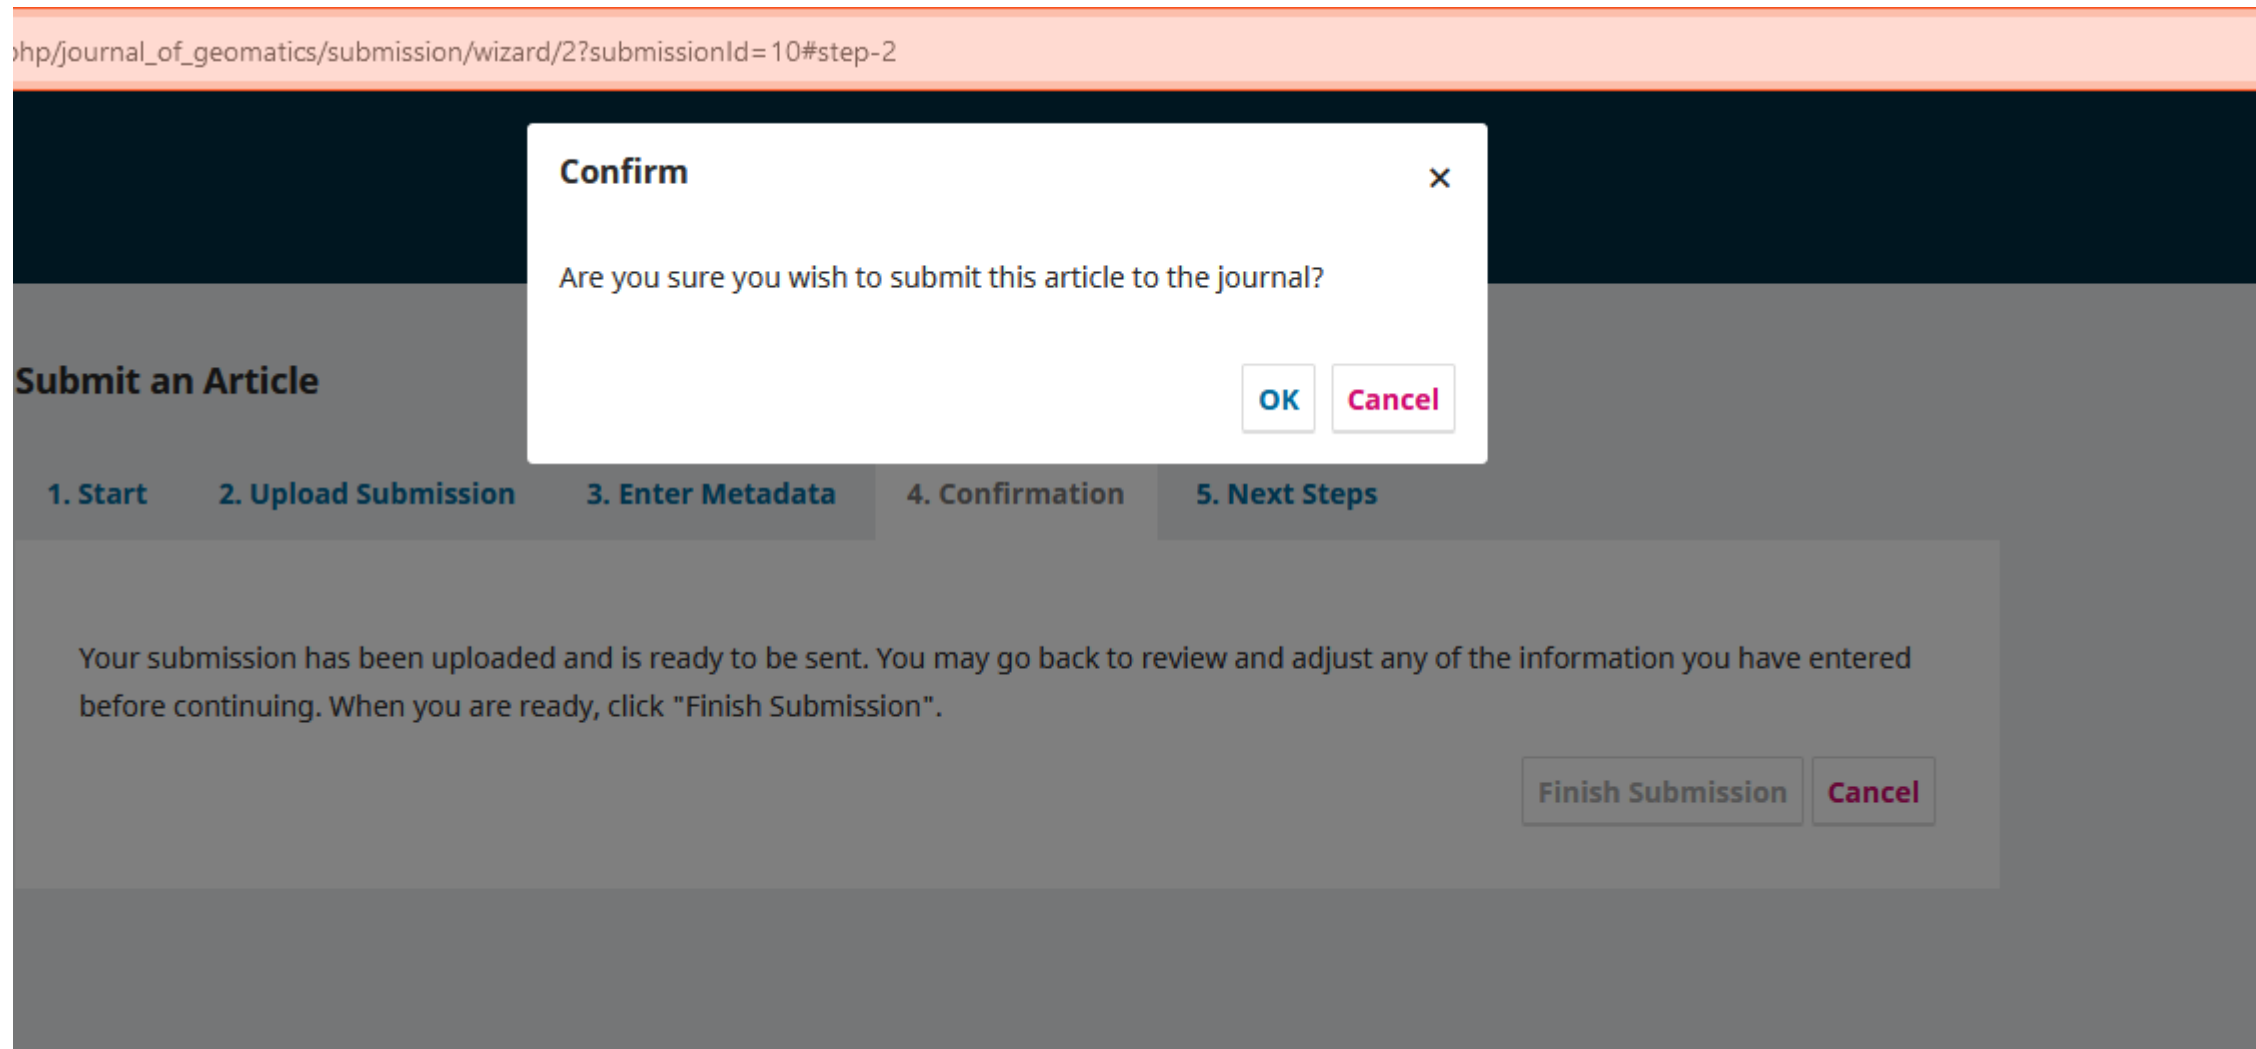 php/journal_of_geomatics/submission/wizard/2?submissionId=10#step-2
Confirm
×
Are you sure you wish to submit this article to the journal?
OK Cancel
Submit an Article
1. Start 2. Upload Submission 3. Enter Metadata 4. Confirmation 5. Next Steps
Your submission has been uploaded and is ready to be sent. You may go back to review and adjust any of the information you have entered
before continuing. When you are ready, click "Finish Submission".
Finish Submission Cancel